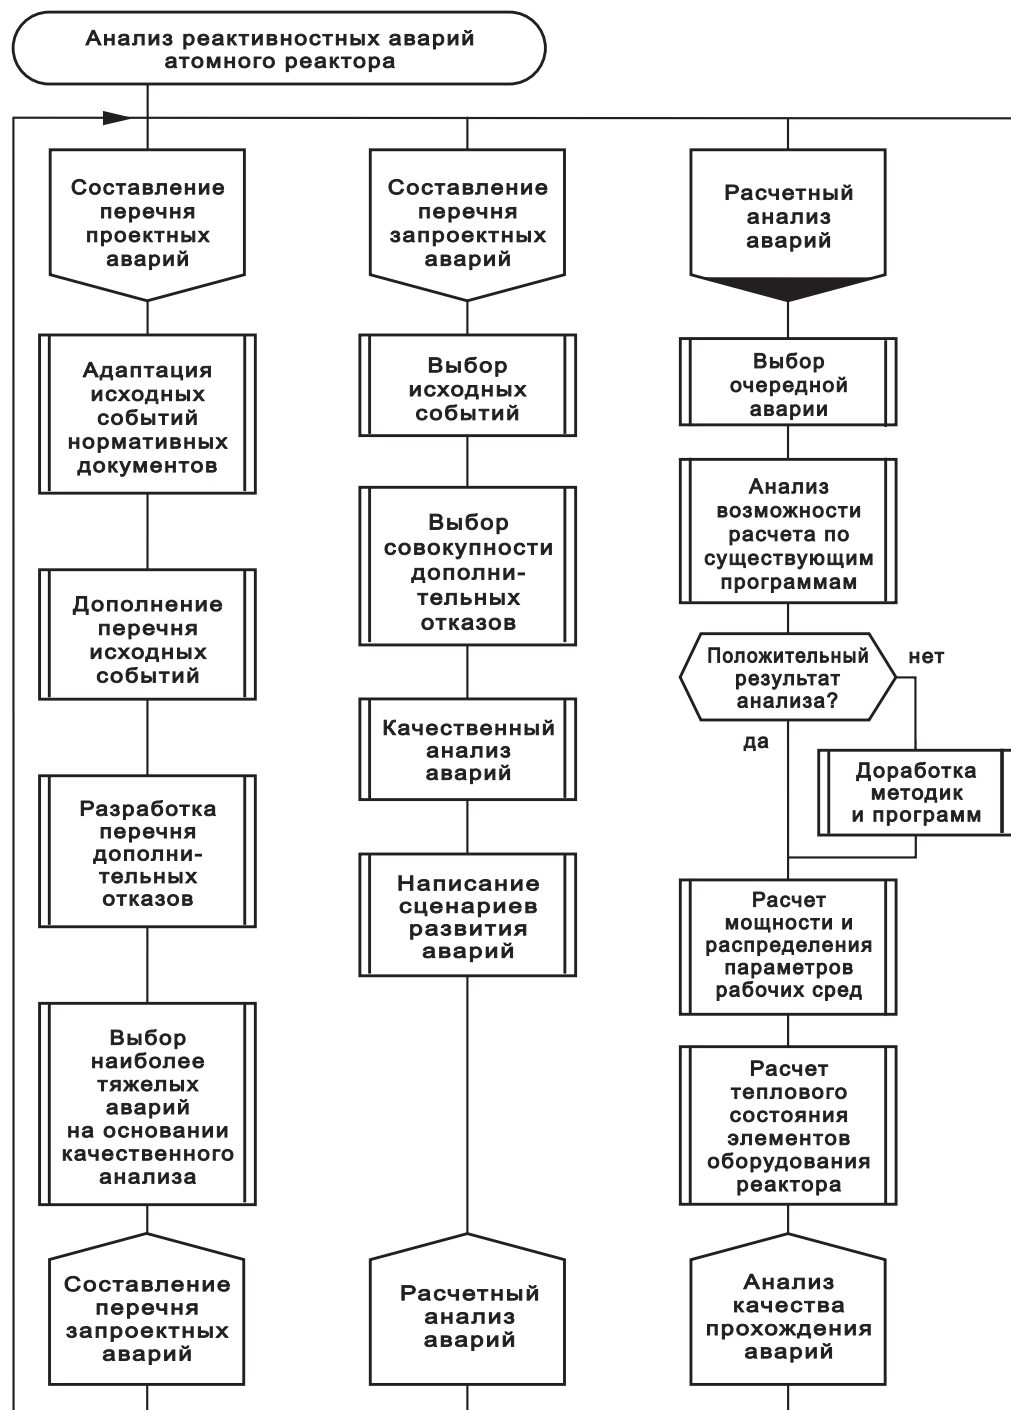 Анализ реактивностных аварий
атомного реактора
Составление
перечня
проектных
аварий
Адаптация
исходных
событий
нормативных
документов
Дополнение
перечня
исходных
событий
Разработка
перечня
дополни-
тельных
отказов
Выбор
наиболее
тяжелых
аварий
на основании
качественного
анализа
Составление
перечня
запроектных
аварий
Составление
перечня
запроектных
аварий
Выбор
исходных
событий
Выбор
совокупности
дополни-
тельных
отказов
Качественный
анализ
аварий
Написание
сценариев
развития
аварий
Расчетный
анализ
аварий
Расчетный
анализ
аварий
Выбор
очередной
аварии
Анализ
возможности
расчета по
существующим
программам
Положительный
результат
анализа?
нет
да
Доработка
методик
и программ
Расчет
мощности и
распределения
параметров
рабочих сред
Расчет
теплового
состояния
элементов
оборудования
реактора
Анализ
качества
прохождения
аварий